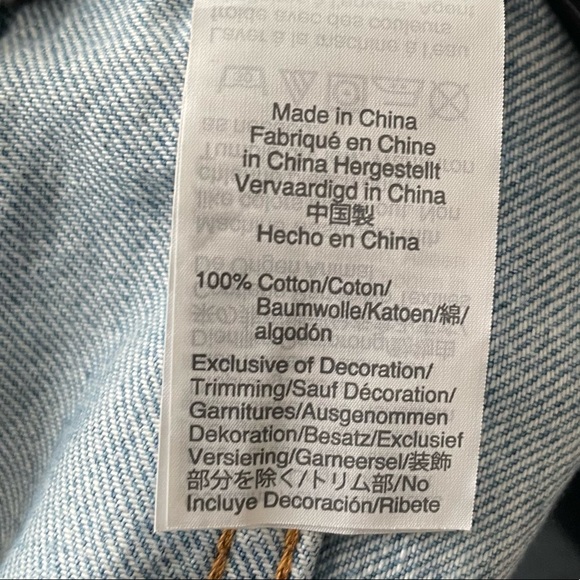 Made in China
Fabriqué en Chine
in China Hergestellt
Vervaardigd in China
中国製
Hecho en China
100% Cotton/Coton/
Baumwolle/Katoen/綿/
algodón
Exclusive of Decoration/
Trimming/Sauf Décoration/
Garnitures/Ausgenommen
Dekoration/Besatz/Exclusief
Versiering/Garneersel/装飾
部分を除く/トリム部/No
Incluye Decoración/Ribete